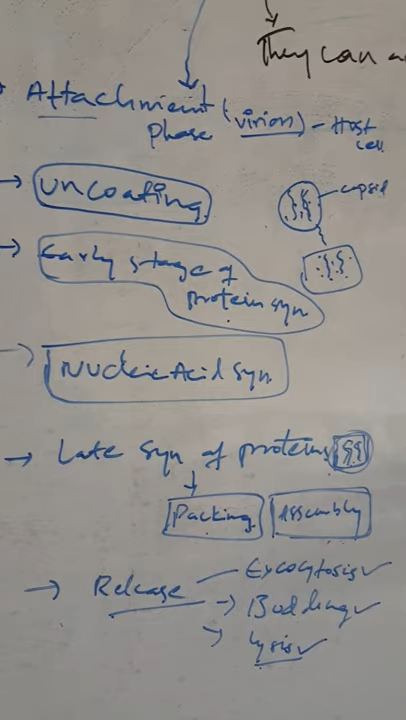 They can
Attachment (virion) - Host
phase cell
→ Uncoating
capsid
→ Early stage of
protein syn
→ Nucleic Acid Syn.
→ Late Syn of proteins
Packing Assembly
→ Release - Exocytosis ✓
→ Budding ✓
→ lysis ✓